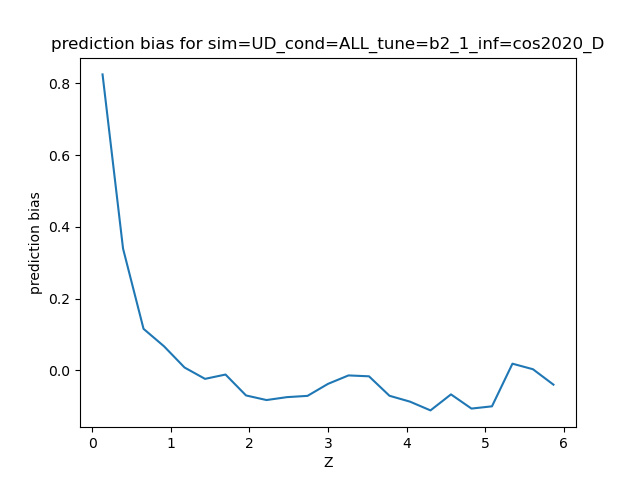 prediction bias for sim=UD_cond=ALL_tune=b2_1_inf=cos2020_D
0.8
0.6
0.4
0.2
0.0
prediction bias
0 1 2 3 4 5 6
Z